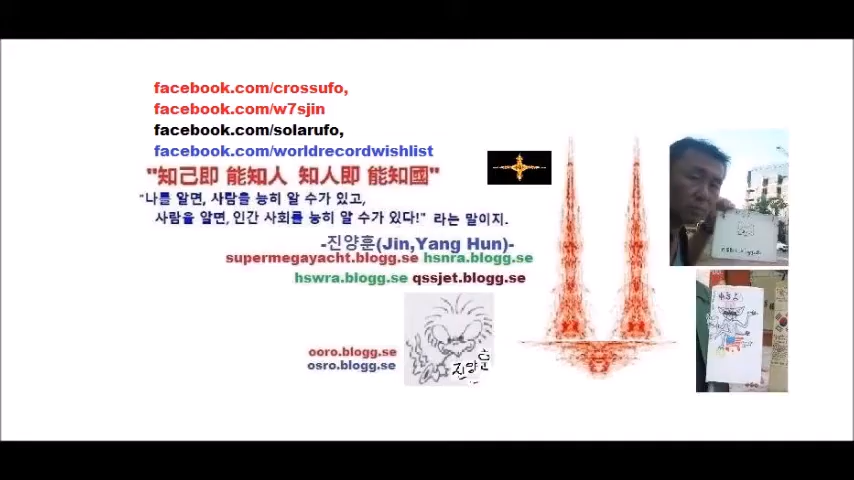 facebook.com/crossufo,
facebook.com/w7sjin
facebook.com/solarufo,
facebook.com/worldrecordwishlist
"知己即 能知人 知人即 能知國"
"나를 알면, 사람을 능히 알 수가 있고,
사람을 알면, 인간 사회를 능히 알 수가 있다!" 라는 말이지.
-진양훈(Jin,Yang Hun)-
supermegayacht.blogg.se hsnra.blogg.se
hswra.blogg.se qssjet.blogg.se
ooro.blogg.se
osro.blogg.se
진양훈